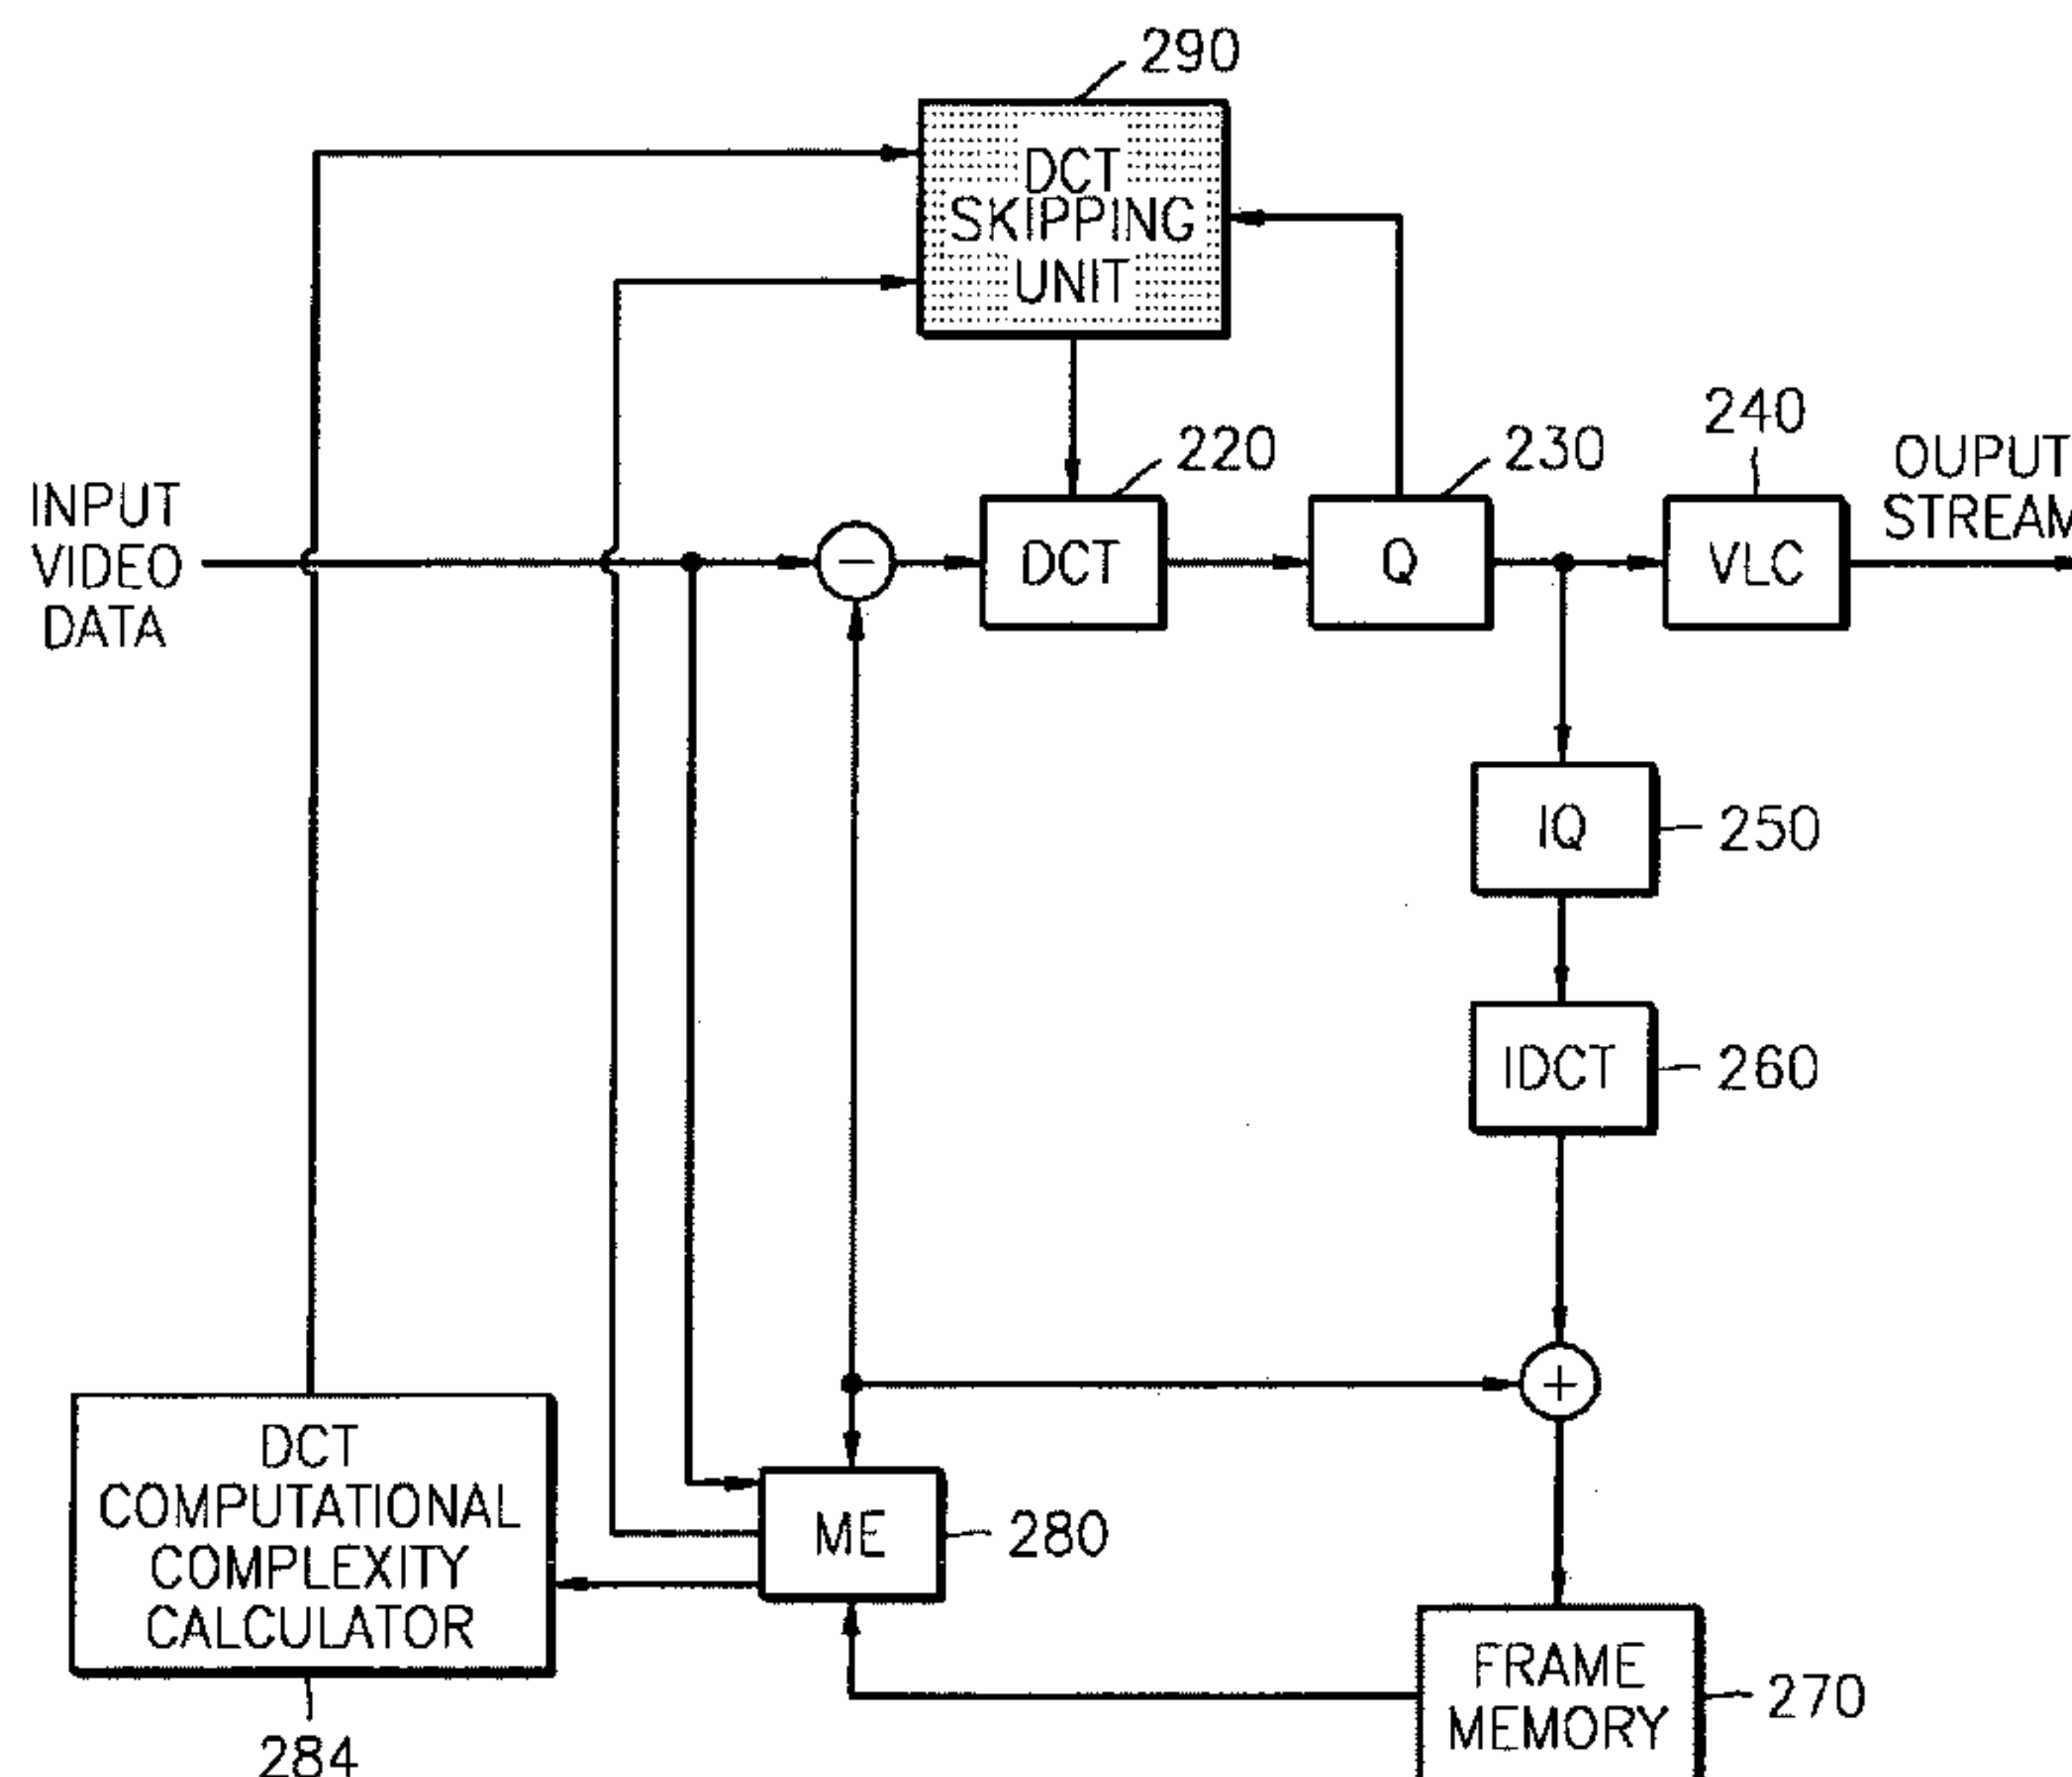 290
DCT
SKIPPING
UNIT
220
230
240
OUPUT
STREAM
INPUT
VIDEO
DATA
−
DCT
Q
VLC
IQ
250
IDCT
260
+
DCT
COMPUTATIONAL
COMPLEXITY
CALCULATOR
284
ME
280
FRAME
MEMORY
270